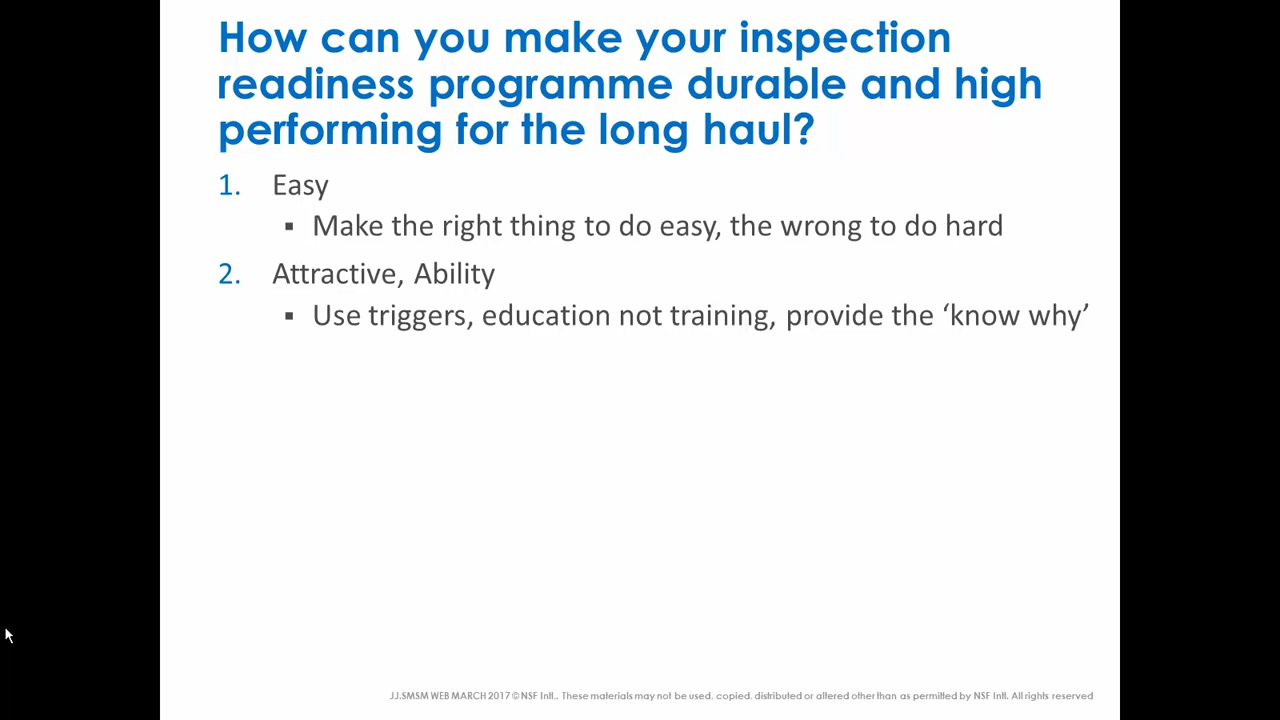 How can you make your inspection
readiness programme durable and high
performing for the long haul?
1. Easy
▪ Make the right thing to do easy, the wrong to do hard
2. Attractive, Ability
▪ Use triggers, education not training, provide the ‘know why’
JJ.SMSM WEB MARCH 2017 © NSF Intl.. These materials may not be used, copied, distributed or altered other than as permitted by NSF Intl. All rights reserved